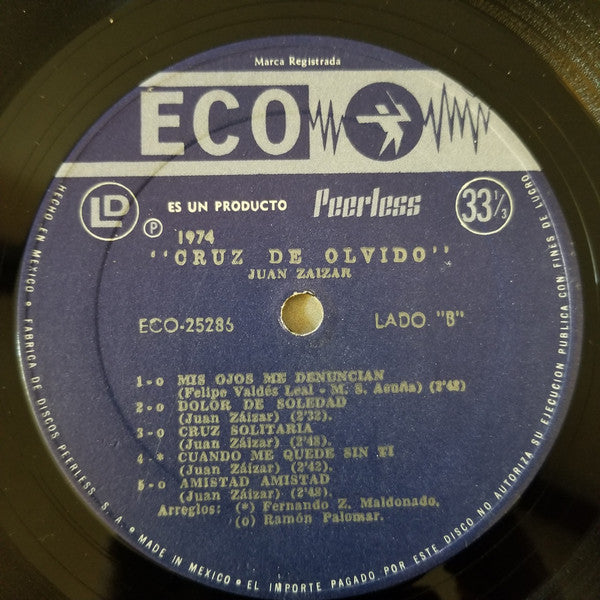 Marca Registrada
ECO
LD
ES UN PRODUCTO Peerless
33 1/3
P 1974
"CRUZ DE OLVIDO"
JUAN ZAIZAR
ECO-25286 LADO "B"
1-o MIS OJOS ME DENUNCIAN
(Felipe Valdés Leal - M. S. Acuña) (2'48)
2-o DOLOR DE SOLEDAD
(Juan Záizar) (2'32).
3-o CRUZ SOLITARIA
(Juan Záizar) (2'48).
4-* CUANDO ME QUEDE SIN TI
(Juan Záizar) (2'42).
5-o AMISTAD AMISTAD
(Juan Záizar) (2'48).
Arreglos: (*) Fernando Z. Maldonado,
(o) Ramón Palomar.
HECHO EN MEXICO • FABRICA DE DISCOS PEERLESS, S. A. • MADE IN MEXICO • EL IMPORTE PAGADO POR ESTE DISCO NO AUTORIZA SU EJECUCION PUBLICA CON FINES DE LUCRO